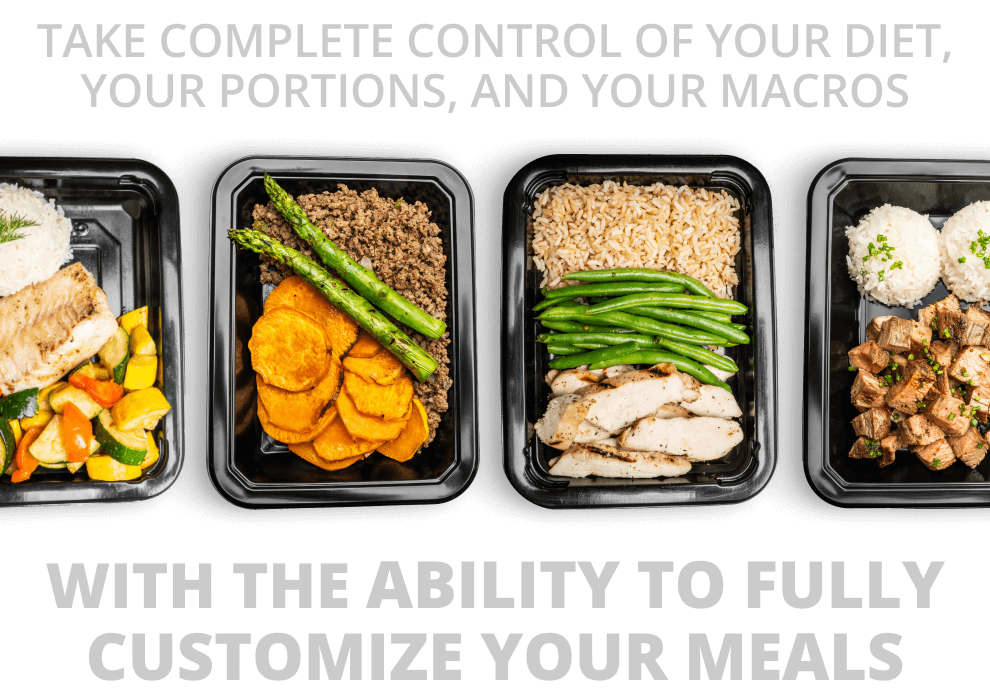 TAKE COMPLETE CONTROL OF YOUR DIET,
YOUR PORTIONS, AND YOUR MACROS
WITH THE ABILITY TO FULLY
CUSTOMIZE YOUR MEALS